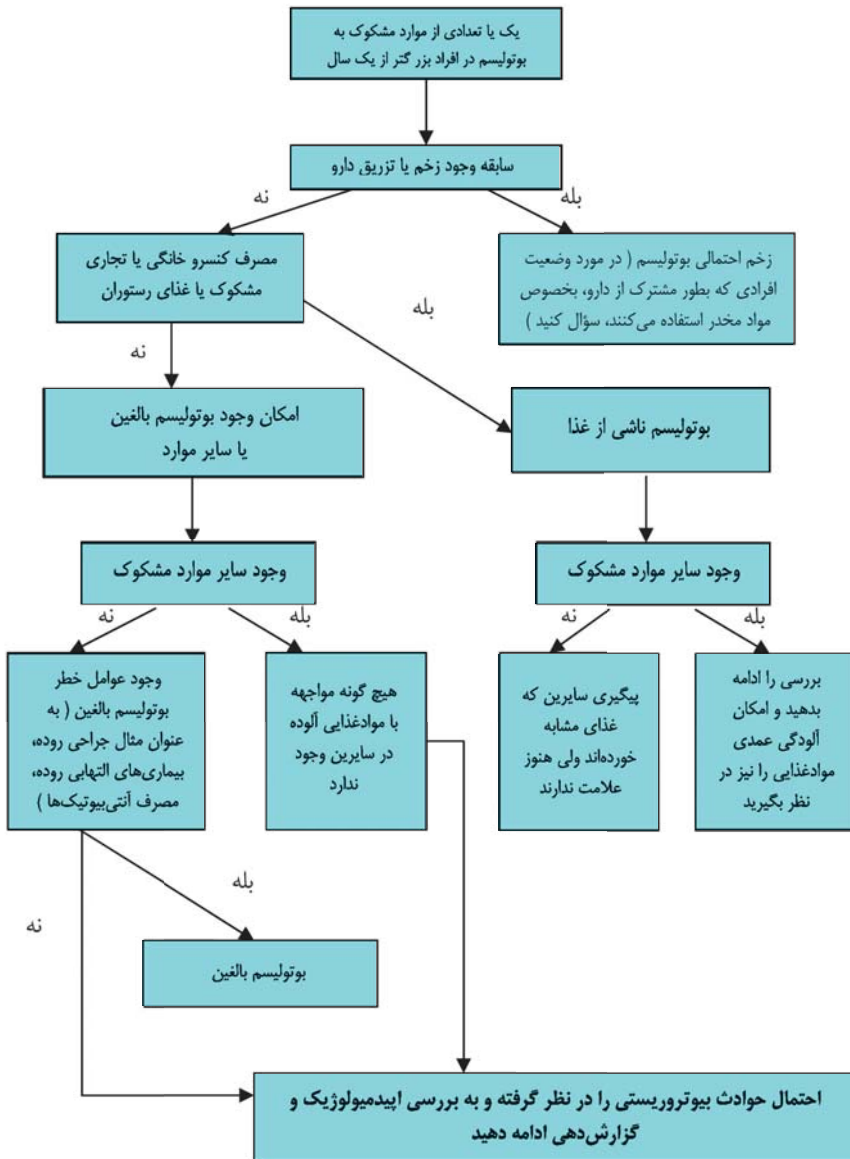 یک یا تعدادی از موارد مشکوک به
بوتولیسم در افراد بزر گتر از یک سال
سابقه وجود زخم یا تزریق دارو
بله
نه
زخم احتمالی بوتولیسم ( در مورد وضعیت
افرادی که بطور مشترک از دارو، بخصوص
مواد مخدر استفاده می‌کنند، سؤال کنید )
مصرف کنسرو خانگی یا تجاری
مشکوک یا غذای رستوران
بله
نه
بوتولیسم ناشی از غذا
امکان وجود بوتولیسم بالغین
یا سایر موارد
وجود سایر موارد مشکوک
وجود سایر موارد مشکوک
بله
نه
بله
نه
بررسی را ادامه
بدهید و امکان
آلودگی عمدی
موادغذایی را نیز در
نظر بگیرید
پیگیری سایرین که
غذای مشابه
خورده‌اند ولی هنوز
علامت ندارند
هیچ گونه مواجهه
با موادغذایی آلوده
در سایرین وجود
ندارد
وجود عوامل خطر
بوتولیسم بالغین ( به
عنوان مثال جراحی روده،
بیماری‌های التهابی روده،
مصرف آنتی‌بیوتیک‌ها )
بله
نه
بوتولیسم بالغین
احتمال حوادث بیوتروریستی را در نظر گرفته و به بررسی اپیدمیولوژیک و
گزارش‌دهی ادامه دهید